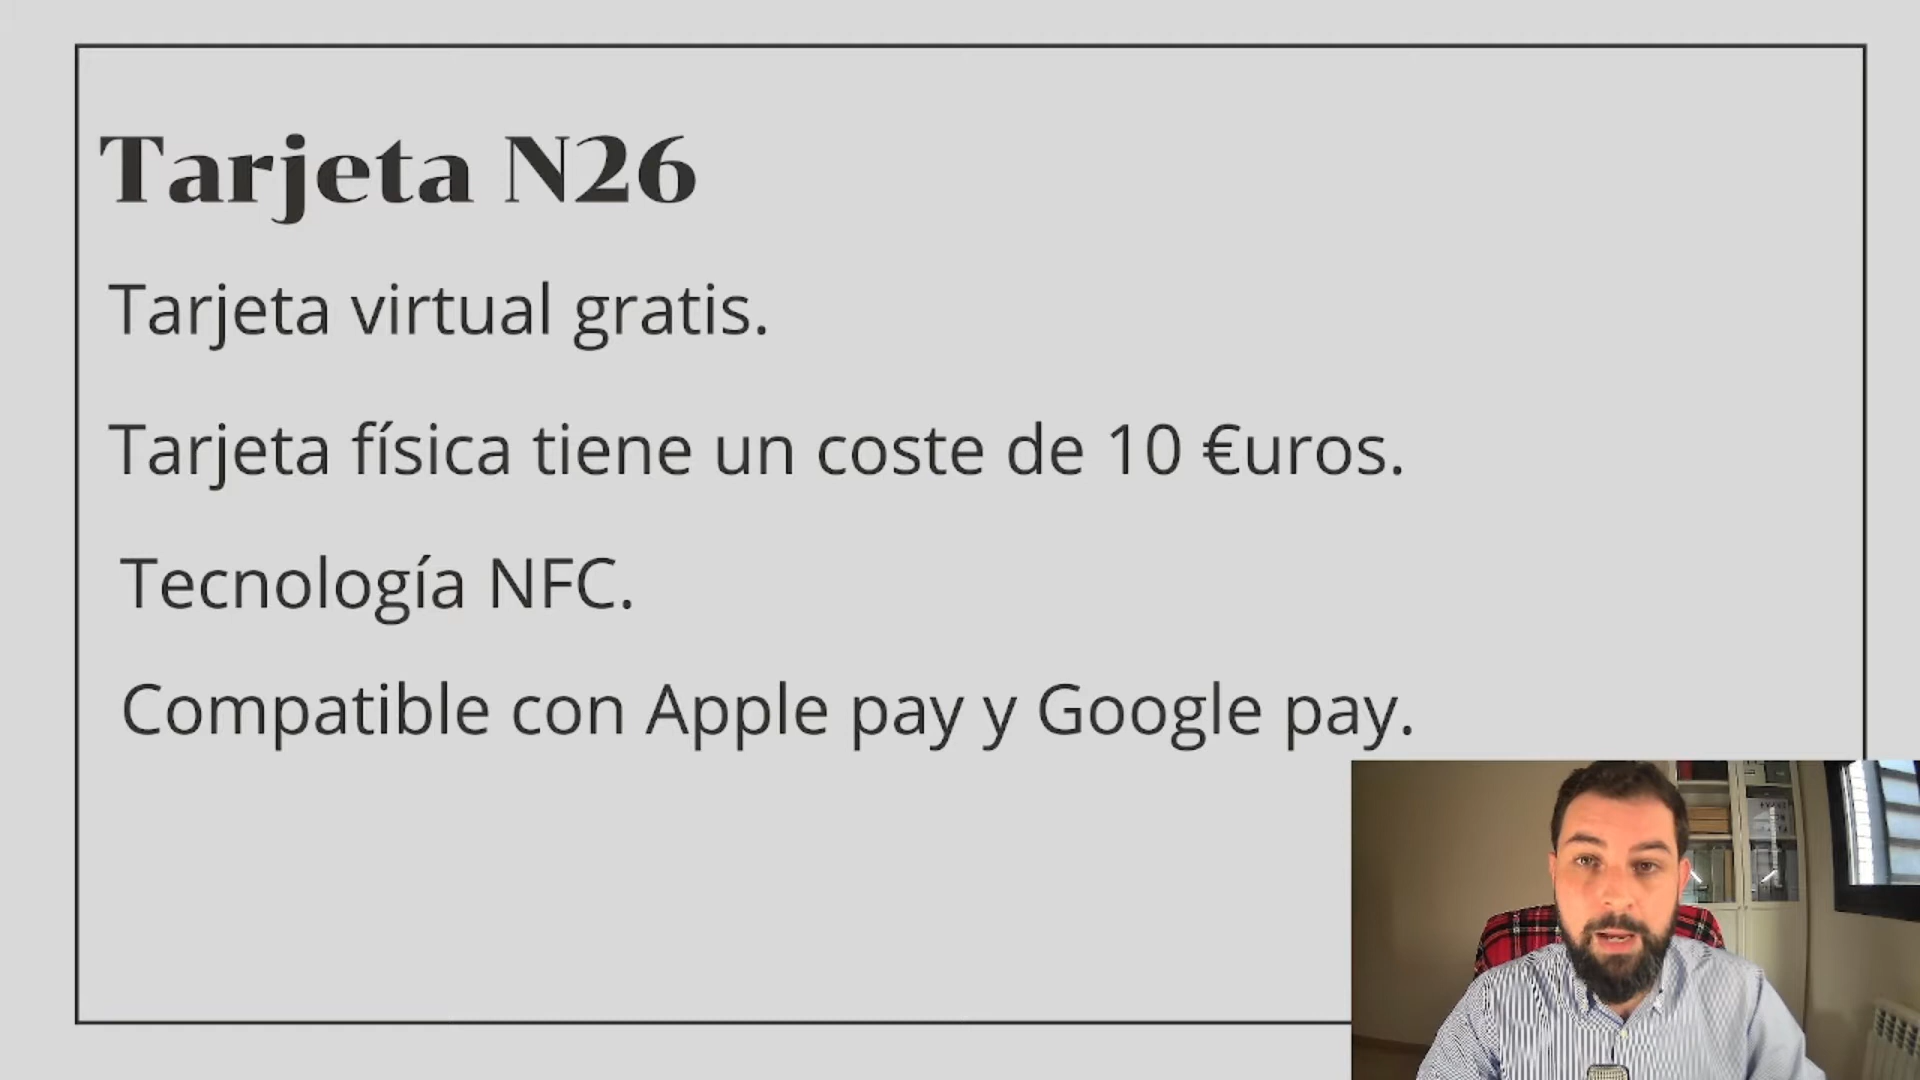 Tarjeta N26
Tarjeta virtual gratis.
Tarjeta física tiene un coste de 10 €uros.
Tecnología NFC.
Compatible con Apple pay y Google pay.